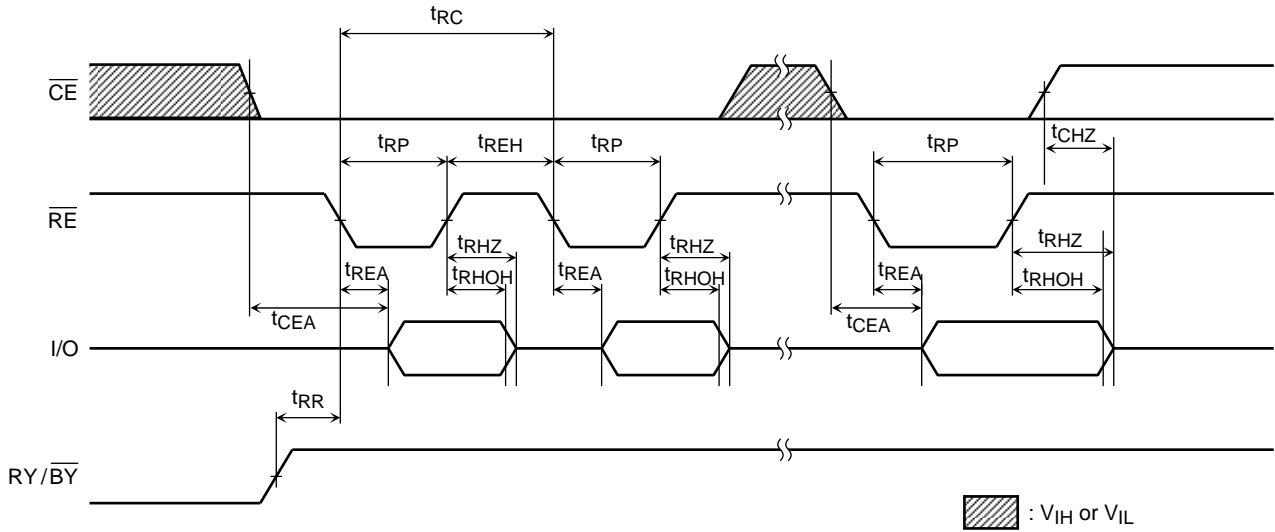 tRC
CE
tCHZ
tRP tREH tRP tRP
RE
tRHZ tRHZ tRHZ
tREA tRHOH tREA tRHOH tREA tRHOH
tCEA tCEA
I/O
tRR
RY/BY
: VIH or VIL